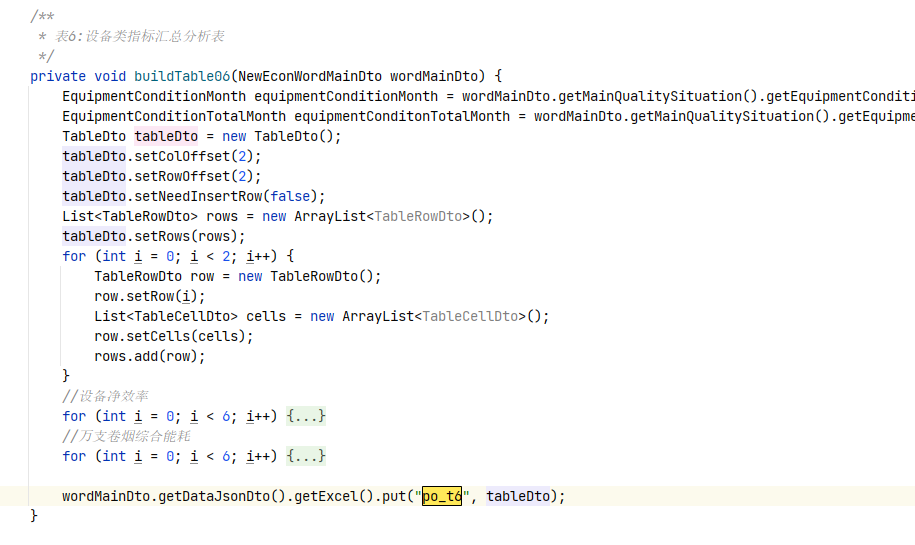 /**
 * 表6:设备类指标汇总分析表
 */
private void buildTable06(NewEconWordMainDto wordMainDto) {
    EquipmentConditionMonth equipmentConditionMonth = wordMainDto.getMainQualitySituation().getEquipmentConditi
    EquipmentConditionTotalMonth equipmentConditonTotalMonth = wordMainDto.getMainQualitySituation().getEquipme
    TableDto tableDto = new TableDto();
    tableDto.setColOffset(2);
    tableDto.setRowOffset(2);
    tableDto.setNeedInsertRow(false);
    List<TableRowDto> rows = new ArrayList<TableRowDto>();
    tableDto.setRows(rows);
    for (int i = 0; i < 2; i++) {
        TableRowDto row = new TableRowDto();
        row.setRow(i);
        List<TableCellDto> cells = new ArrayList<TableCellDto>();
        row.setCells(cells);
        rows.add(row);
    }
    //设备净效率
    for (int i = 0; i < 6; i++) {...}
    //万支卷烟综合能耗
    for (int i = 0; i < 6; i++) {...}
    wordMainDto.getDataJsonDto().getExcel().put("po_t6", tableDto);
}